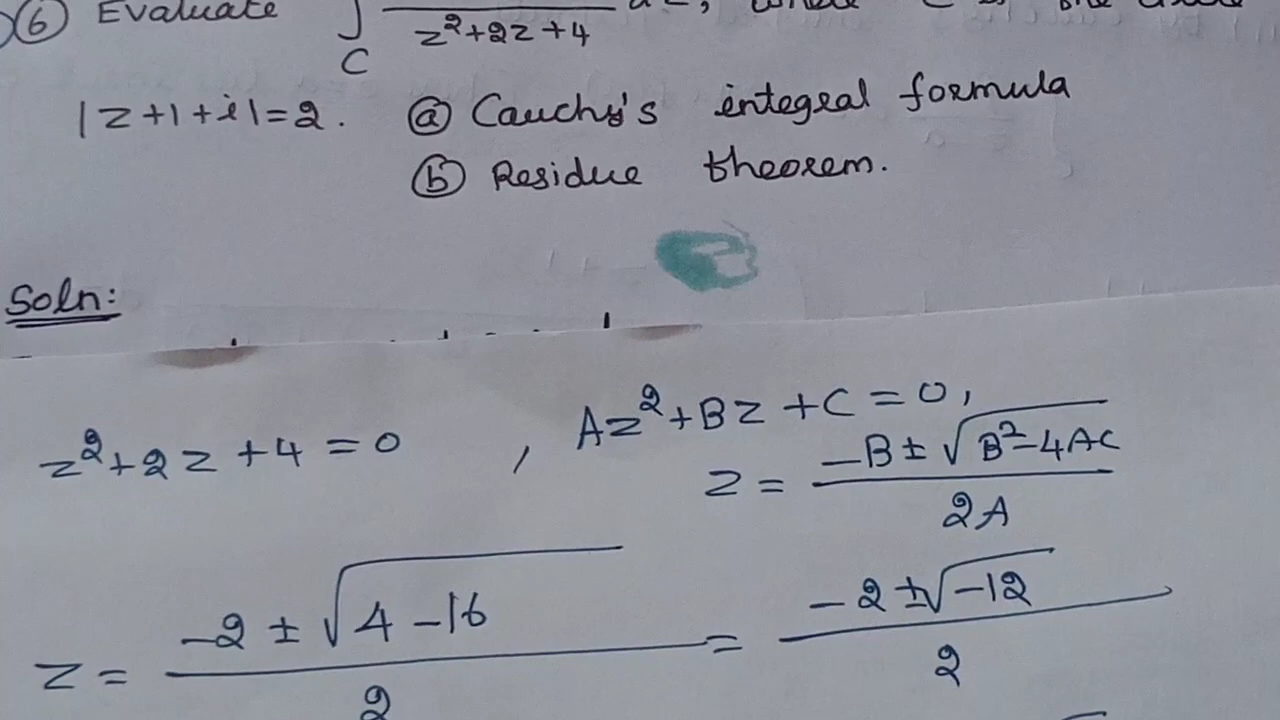 6 Evaluate ∫ z²+2z+4
C
|z+1+i|=2. ⓐ Cauchy's integral formula
ⓑ Residue theorem.
Soln:
z²+2z+4=0 , Az²+Bz+C=0,
z = (-B±√(B²-4AC))/2A
z = (-2±√(4-16))/2 = (-2±√(-12))/2